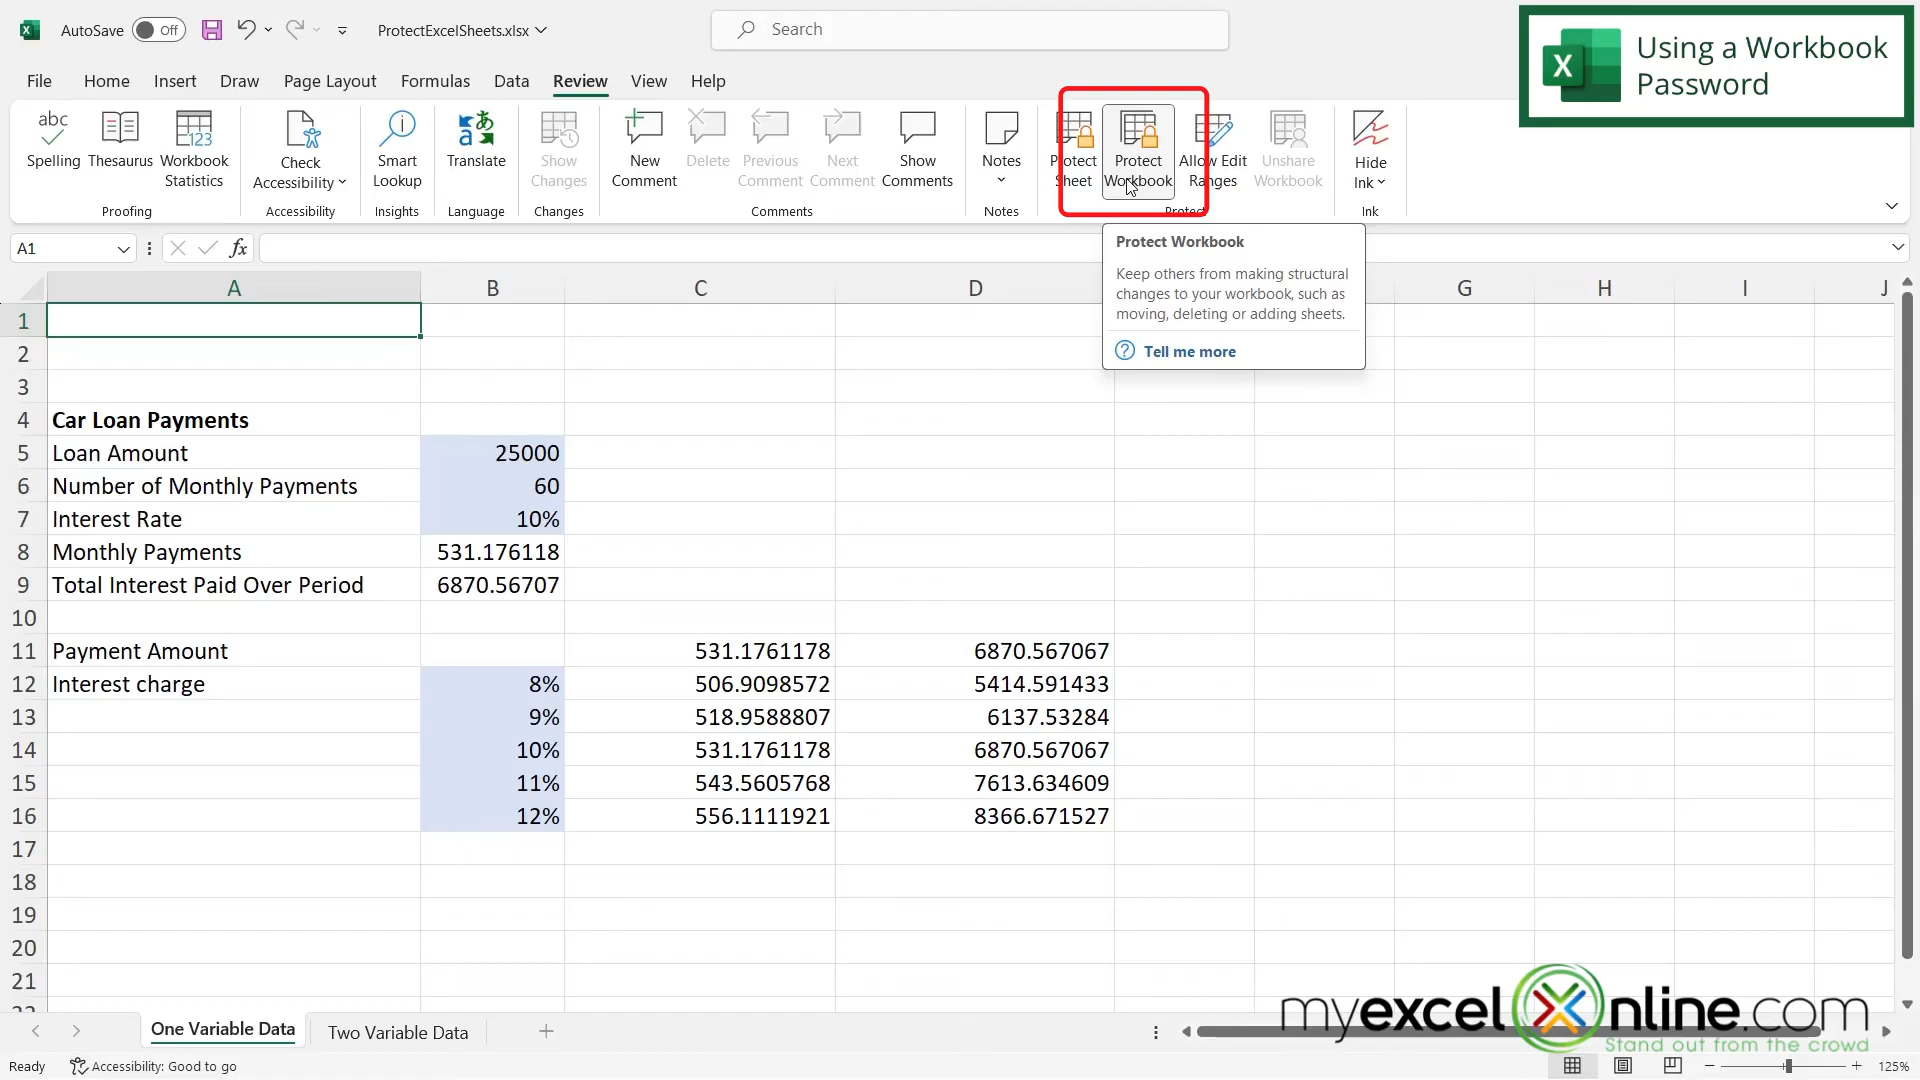 AutoSave Off ProtectExcelSheets.xlsx Search
Using a Workbook
Password
File Home Insert Draw Page Layout Formulas Data Review View Help
abc
Spelling Thesaurus Workbook Statistics Check Accessibility Smart Lookup Translate Show Changes New Comment Delete Previous Comment Next Comment Show Comments Notes Protect Sheet Protect Workbook Allow Edit Ranges Unshare Workbook Hide Ink
Proofing Accessibility Insights Language Changes Comments Notes Protect Ink
A1 fx
Protect Workbook
Keep others from making structural
changes to your workbook, such as
moving, deleting or adding sheets.
Tell me more
A B C D G H I J
1
2
3
4 Car Loan Payments
5 Loan Amount 25000
6 Number of Monthly Payments 60
7 Interest Rate 10%
8 Monthly Payments 531.176118
9 Total Interest Paid Over Period 6870.56707
10
11 Payment Amount 531.1761178 6870.567067
12 Interest charge 8% 506.9098572 5414.591433
13 9% 518.9588807 6137.53284
14 10% 531.1761178 6870.567067
15 11% 543.5605768 7613.634609
16 12% 556.1111921 8366.671527
17
18
19
20
21
myexcelonline.com
Stand out from the crowd
One Variable Data Two Variable Data
Ready Accessibility: Good to go 125%